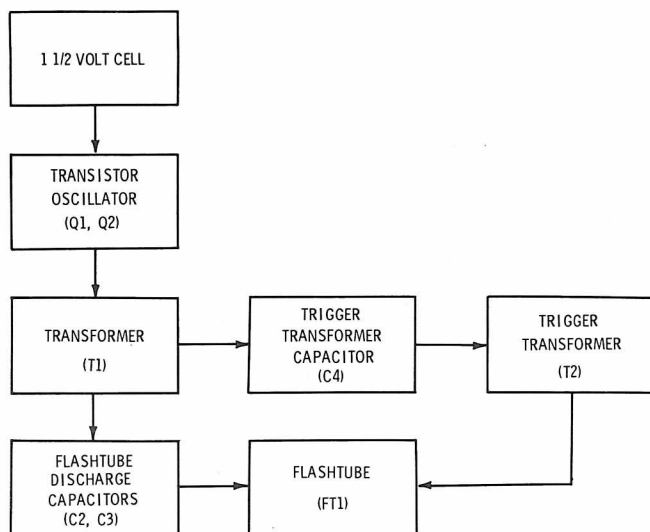 1 1/2 VOLT CELL
TRANSISTOR
OSCILLATOR
(Q1, Q2)
TRANSFORMER
(T1)
TRIGGER
TRANSFORMER
CAPACITOR
(C4)
TRIGGER
TRANSFORMER
(T2)
FLASHTUBE
DISCHARGE
CAPACITORS
(C2, C3)
FLASHTUBE
(FT1)